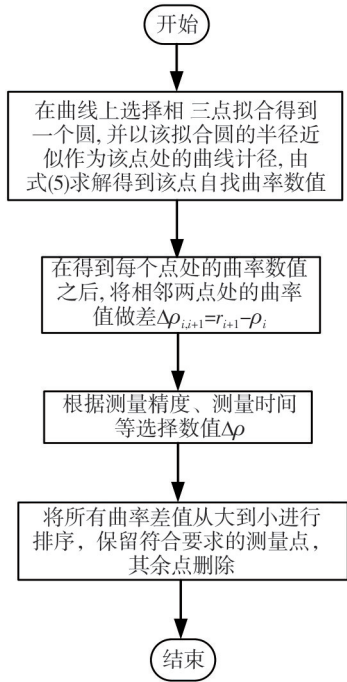 开始
在曲线上选择相 三点拟合得到
一个圆, 并以该拟合圆的半径近
似作为该点处的曲线计径, 由
式(5)求解得到该点自找曲率数值
在得到每个点处的曲率数值
之后, 将相邻两点处的曲率
值做差Δρi,i+1=ri+1−ρi
根据测量精度、测量时间
等选择数值Δρ
将所有曲率差值从大到小进行
排序，保留符合要求的测量点，
其余点删除
结束